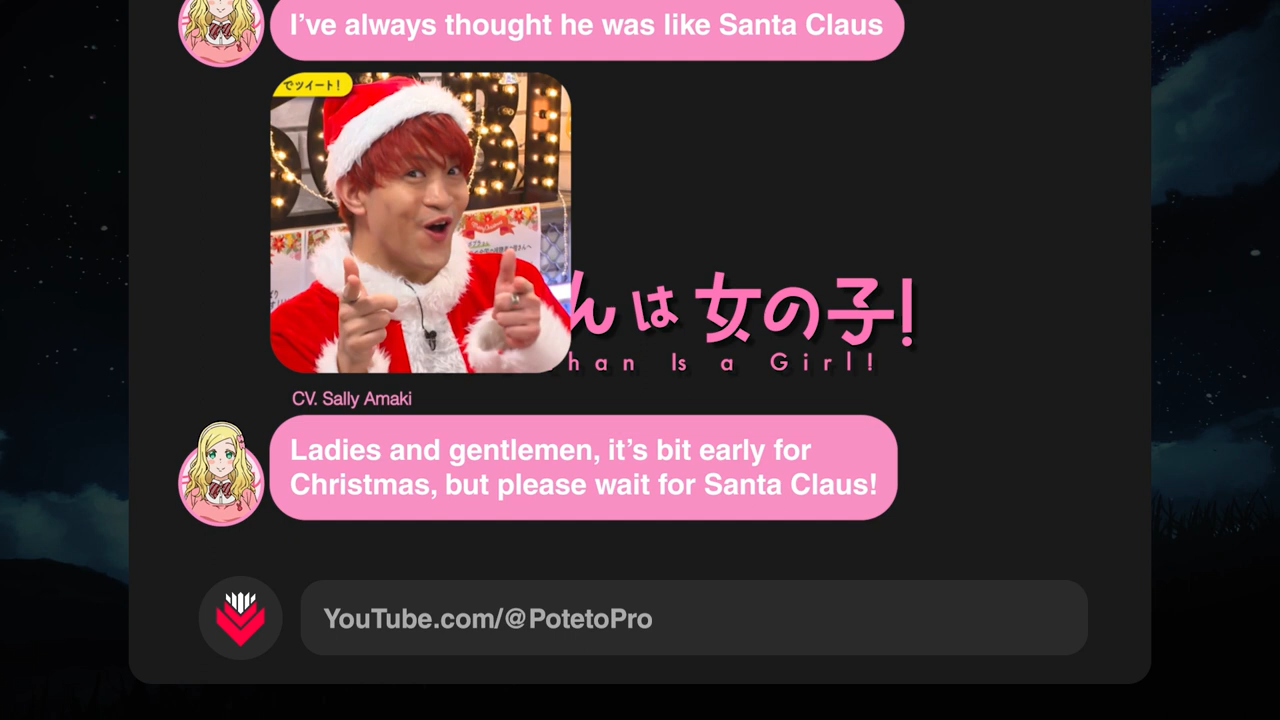 I've always thought he was like Santa Claus
でツイート!
んは女の子!
han Is a Girl!
CV. Sally Amaki
Ladies and gentlemen, it's bit early for
Christmas, but please wait for Santa Claus!
YouTube.com/@PotetoPro